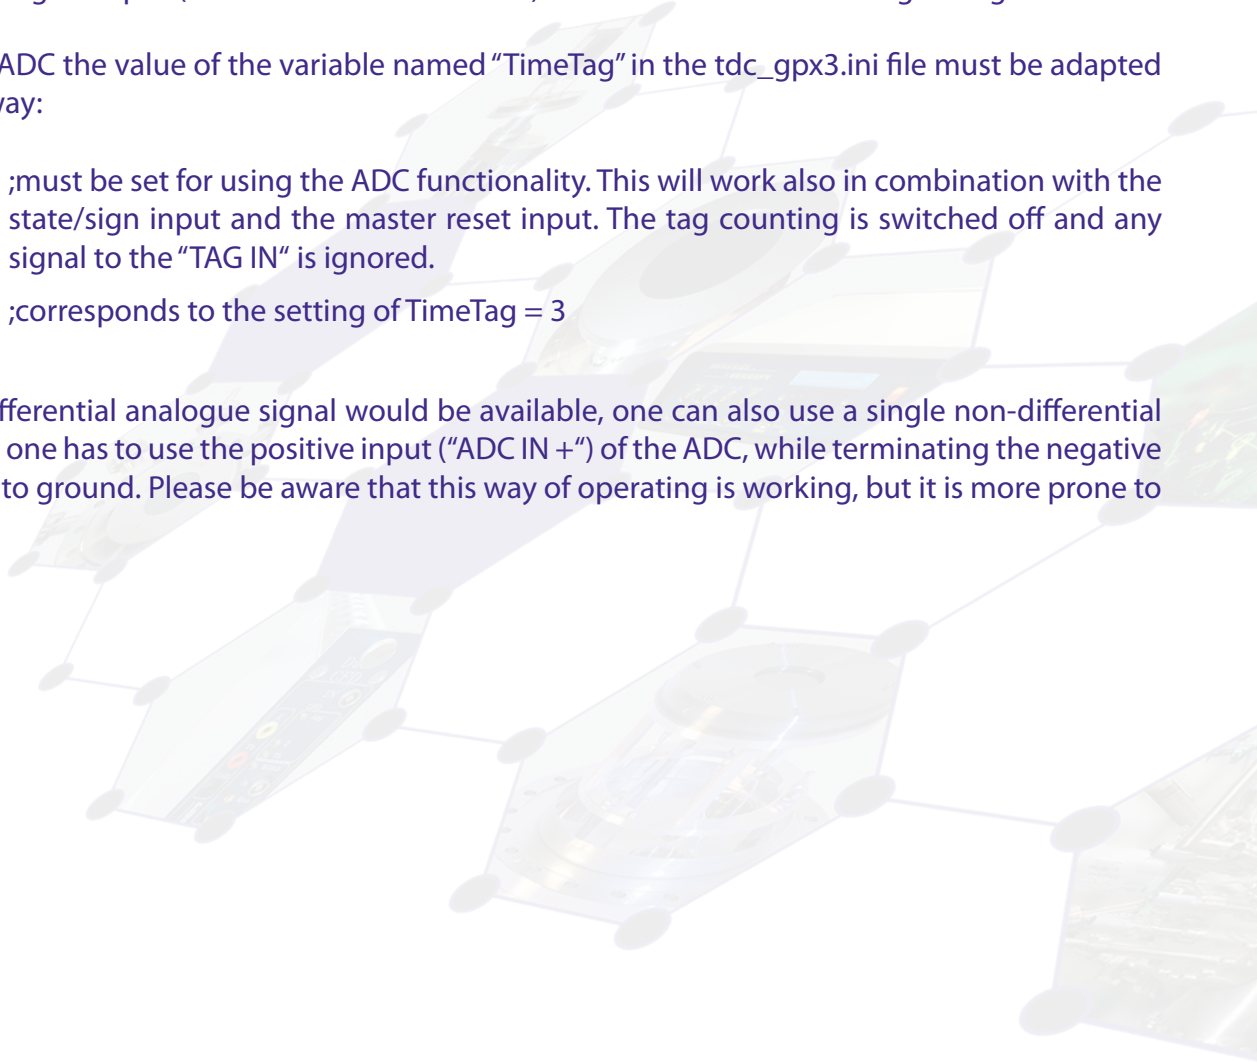 ADC the value of the variable named “TimeTag” in the tdc_gpx3.ini file must be adapted
way:
;must be set for using the ADC functionality. This will work also in combination with the
state/sign input and the master reset input. The tag counting is switched off and any
signal to the “TAG IN“ is ignored.
;corresponds to the setting of TimeTag = 3
fferential analogue signal would be available, one can also use a single non-differential
one has to use the positive input (“ADC IN +“) of the ADC, while terminating the negative
to ground. Please be aware that this way of operating is working, but it is more prone to